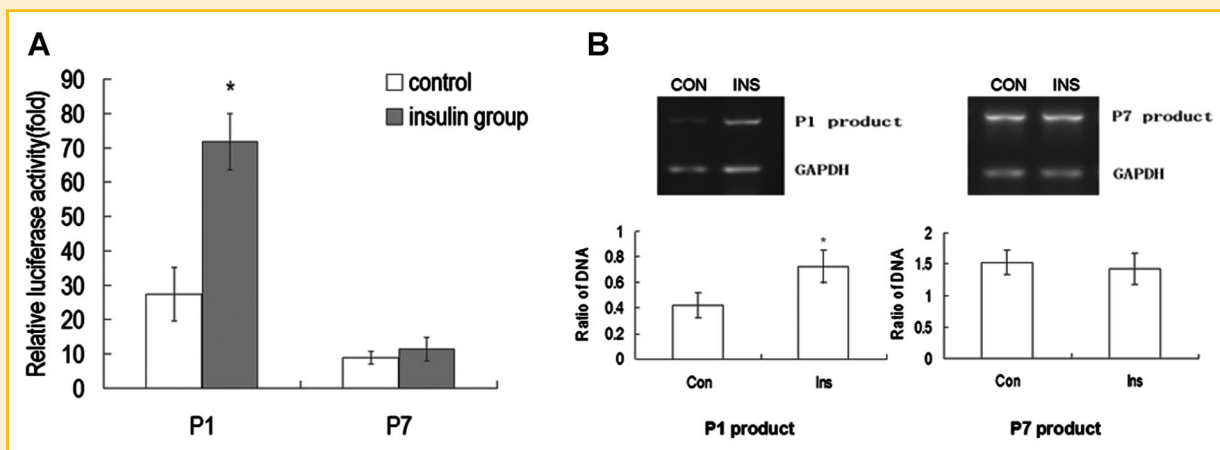 A
Relative luciferase activity(fold)
90
80
70
60
50
40
30
20
10
0
*
control
insulin group
P1
P7
B
CON INS
P1 product
GAPDH
CON INS
P7 product
GAPDH
Ratio of DNA
1
0.8
0.6
0.4
0.2
0
*
Con
Ins
P1 product
Ratio of DNA
2
1.5
1
0.5
0
Con
Ins
P7 product